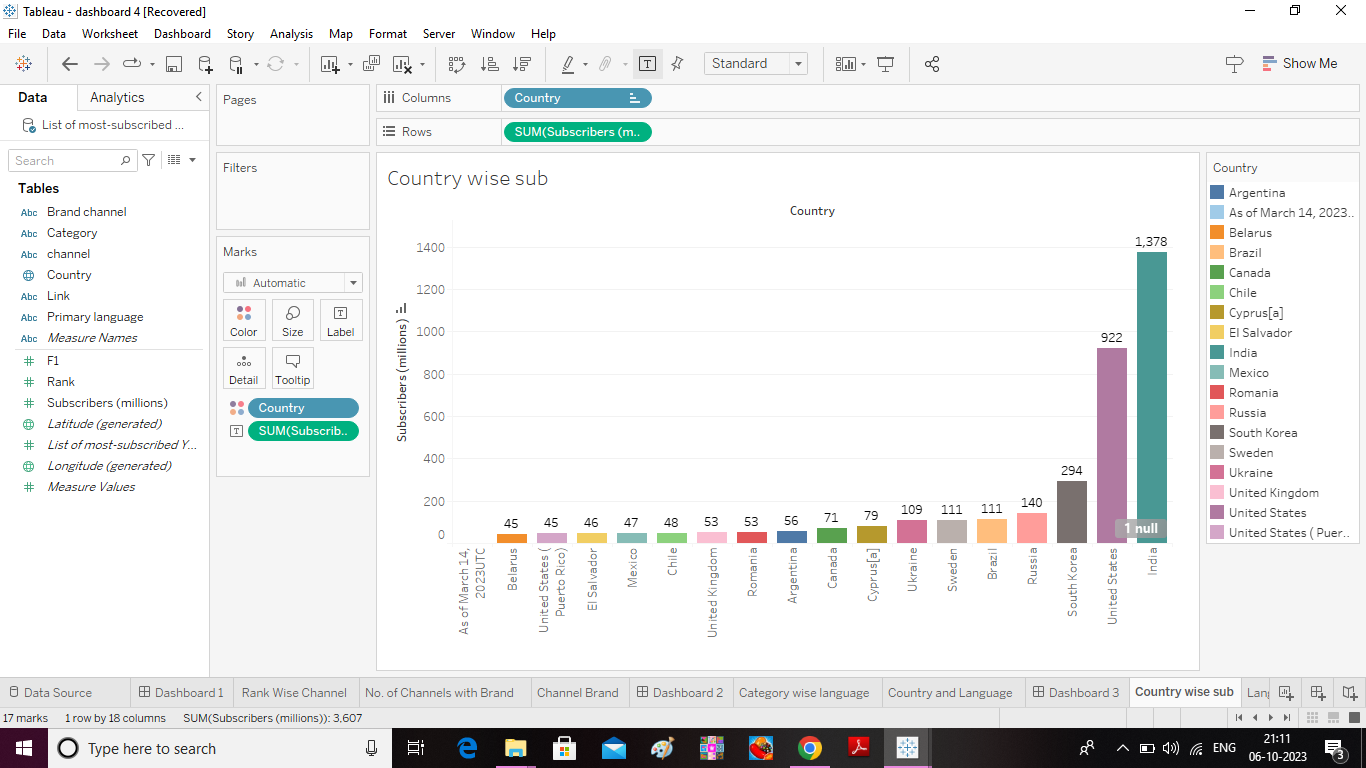 Tableau - dashboard 4 [Recovered]
File Data Worksheet Dashboard Story Analysis Map Format Server Window Help
Standard
Show Me
Data Analytics
List of most-subscribed ...
Search
Tables
Abc Brand channel
Abc Category
Abc channel
Country
Abc Link
Abc Primary language
Abc Measure Names
F1
Rank
Subscribers (millions)
Latitude (generated)
List of most-subscribed Y...
Longitude (generated)
Measure Values
Pages
Filters
Marks
Automatic
Color Size Label
Detail Tooltip
Country
SUM(Subscrib..
Columns Country
Rows SUM(Subscribers (m..
Country wise sub
Country
Subscribers (millions)
1400
1200
1000
800
600
400
200
0
45
45
46
47
48
53
53
56
71
79
109
111
111
140
294
922
1,378
1 null
As of March 14,
2023UTC
Belarus
United States (
Puerto Rico)
El Salvador
Mexico
Chile
United Kingdom
Romania
Argentina
Canada
Cyprus[a]
Ukraine
Sweden
Brazil
Russia
South Korea
United States
India
Country
Argentina
As of March 14, 2023..
Belarus
Brazil
Canada
Chile
Cyprus[a]
El Salvador
India
Mexico
Romania
Russia
South Korea
Sweden
Ukraine
United Kingdom
United States
United States ( Puer..
Data Source Dashboard 1 Rank Wise Channel No. of Channels with Brand Channel Brand Dashboard 2 Category wise language Country and Language Dashboard 3 Country wise sub Lang
17 marks 1 row by 18 columns SUM(Subscribers (millions)): 3,607
Type here to search
ENG
21:11
06-10-2023
3